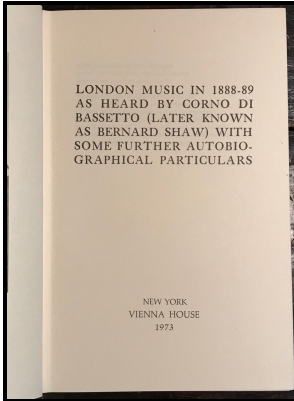 LONDON MUSIC IN 1888-89
AS HEARD BY CORNO DI
BASSETTO (LATER KNOWN
AS BERNARD SHAW) WITH
SOME FURTHER AUTOBIO-
GRAPHICAL PARTICULARS
NEW YORK
VIENNA HOUSE
1973